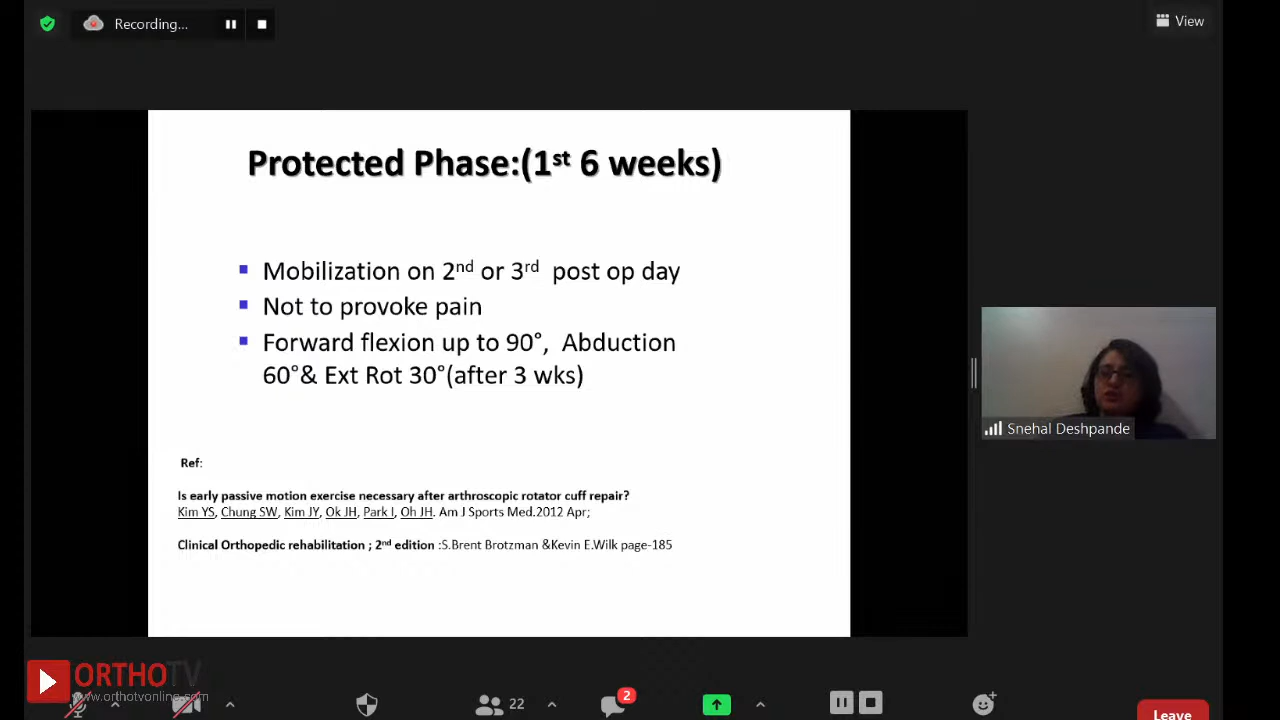 Recording...
View
Protected Phase:(1st 6 weeks)
Mobilization on 2nd or 3rd post op day
Not to provoke pain
Forward flexion up to 90°, Abduction
60°& Ext Rot 30°(after 3 wks)
Ref:
Is early passive motion exercise necessary after arthroscopic rotator cuff repair?
Kim YS, Chung SW, Kim JY, Ok JH, Park I, Oh JH. Am J Sports Med.2012 Apr;
Clinical Orthopedic rehabilitation ; 2nd edition :S.Brent Brotzman &Kevin E.Wilk page-185
Snehal Deshpande
ORTHOTV
www.orthotvonline.com
22
2
Leave